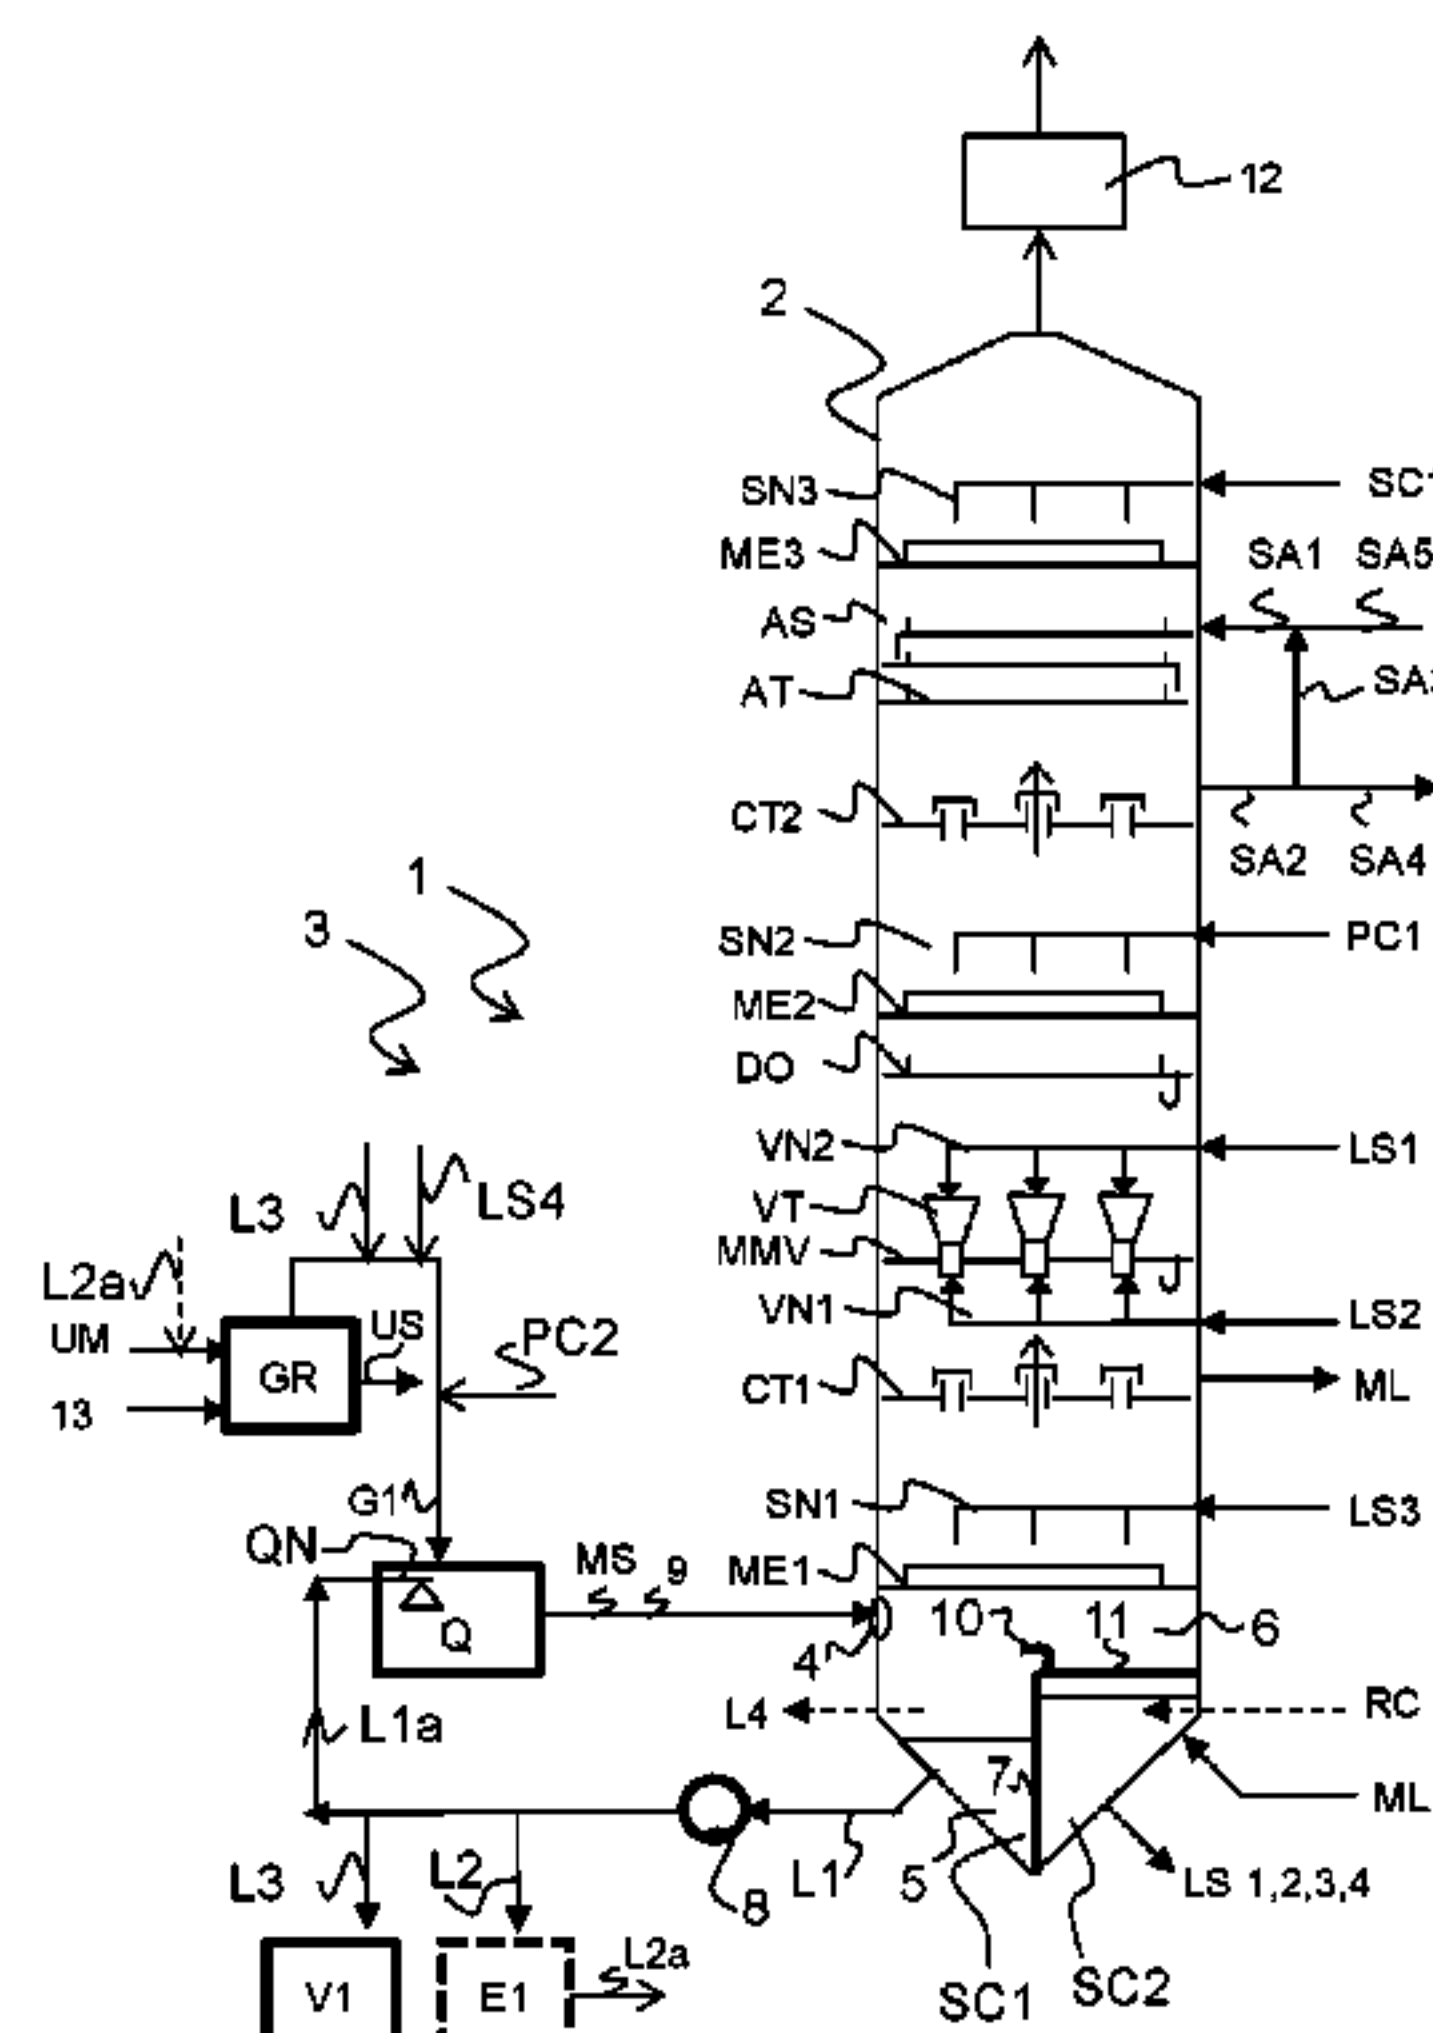 12
2
SN3
SC1
ME3
SA1 SA5
AS
AT
CT2
SA2 SA4
1
3
SN2
PC1
ME2
DO
VN2
LS1
L3
LS4
VT
MMV
L2a
UM
US
PC2
VN1
LS2
GR
CT1
ML
13
G1
SN1
LS3
QN
MS 9
ME1
Q
4
10
11
6
L4
RC
L1a
7
ML
L3
L2
L1
5
8
LS 1,2,3,4
L2a
V1
E1
SC1
SC2